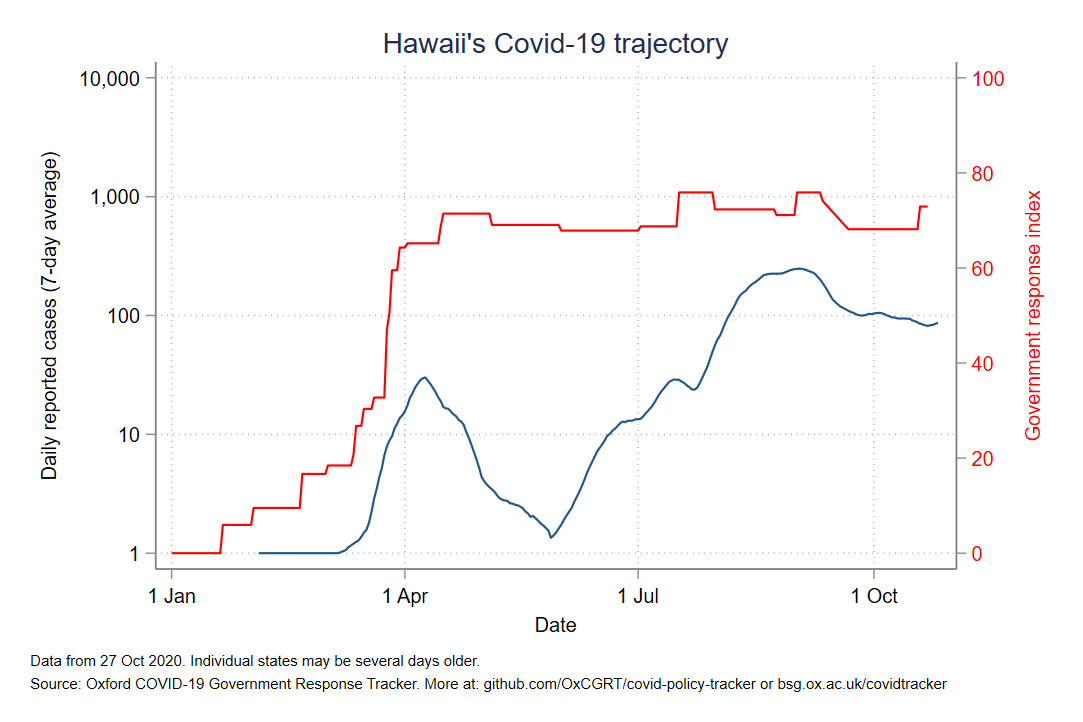 Hawaii's Covid-19 trajectory
10,000
1,000
100
10
1
Daily reported cases (7-day average)
100
80
60
40
20
0
Government response index
1 Jan
1 Apr
1 Jul
1 Oct
Date
Data from 27 Oct 2020. Individual states may be several days older.
Source: Oxford COVID-19 Government Response Tracker. More at: github.com/OxCGRT/covid-policy-tracker or bsg.ox.ac.uk/covidtracker